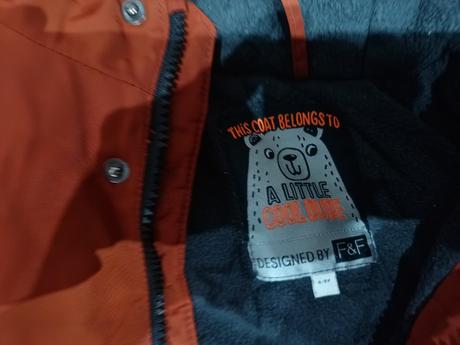 THIS COAT BELONGS TO
A LITTLE
COOL DUDE
DESIGNED BY F&F